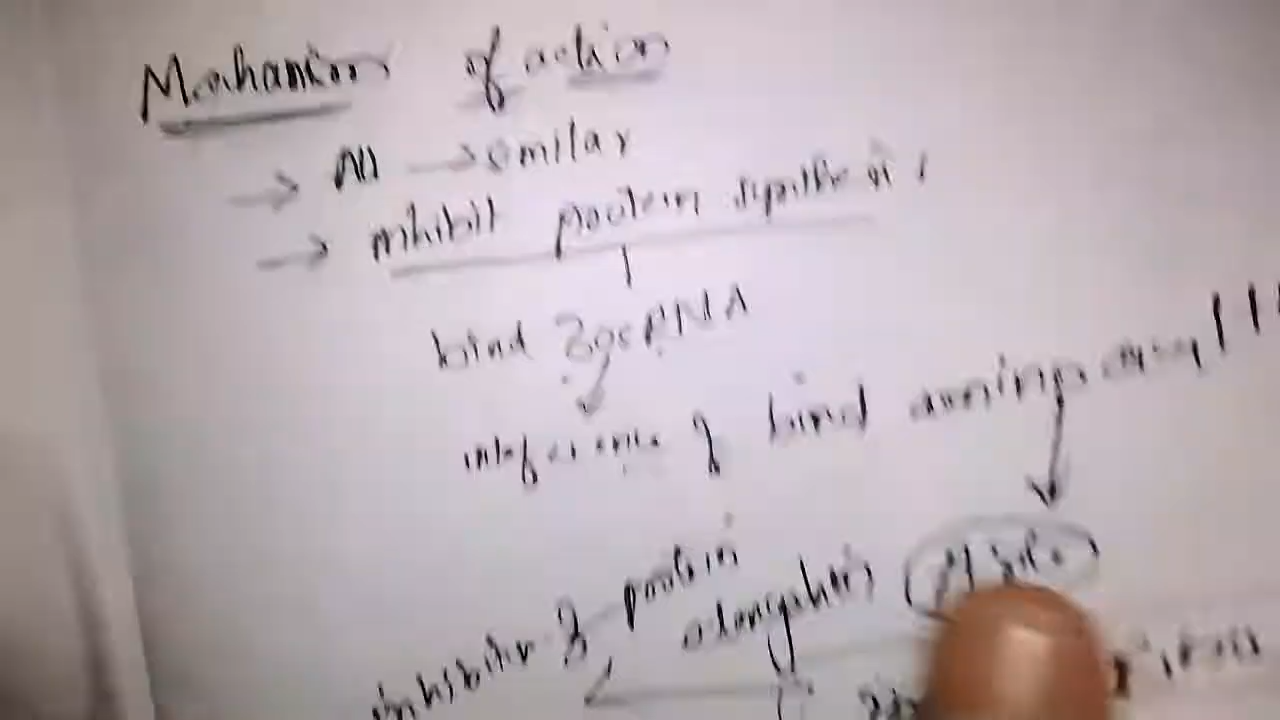 Mechanism of action
→ All → similar
→ inhibit protein synthesis
bind 30s RNA
interference of bind aminoacyl
inhibition of protein elongation A site